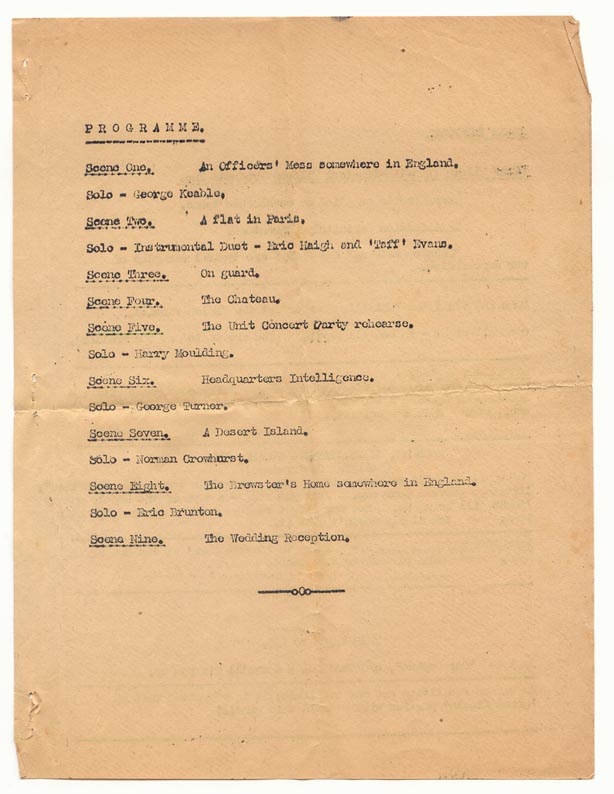 PROGRAMME.
Scene One. An Officers' Mess somewhere in England.
Solo - George Keable.
Scene Two. A flat in Paris.
Solo - Instrumental Duet - Eric Haigh and 'Taff' Evans.
Scene Three. On guard.
Scene Four. The Chateau.
Scene Five. The Unit Concert Party rehearse.
Solo - Harry Moulding.
Scene Six. Headquarters Intelligence.
Solo - George Turner.
Scene Seven. A Desert Island.
Solo - Norman Crowhurst.
Scene Eight. The Brewster's Home somewhere in England.
Solo - Eric Brunton.
Scene Nine. The Wedding Reception.